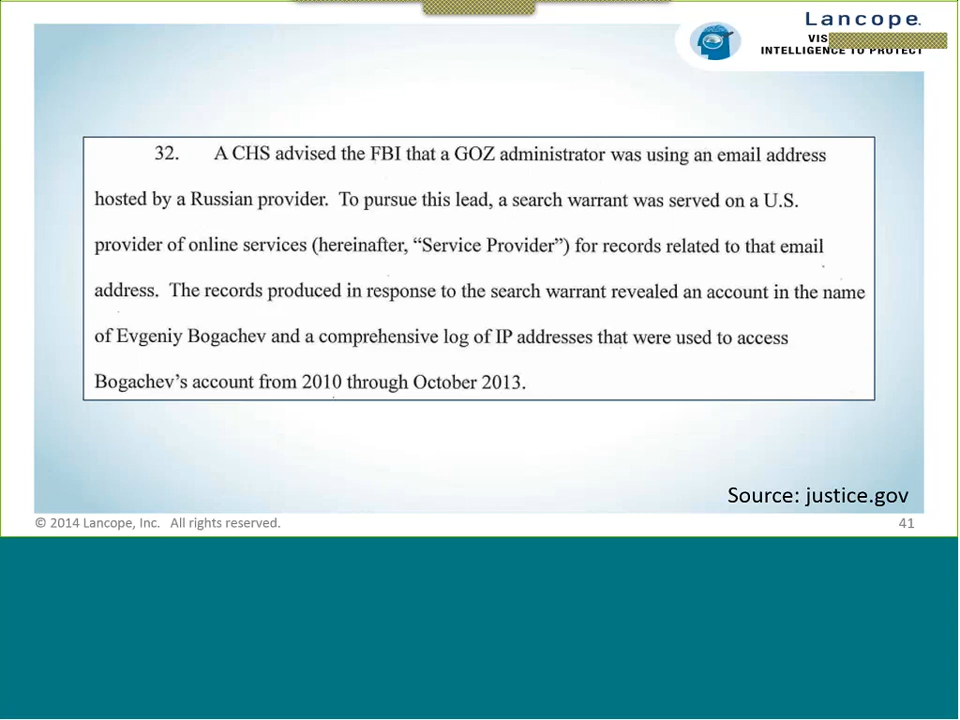 Lancope.
VIS
INTELLIGENCE TO PROTECT
32. A CHS advised the FBI that a GOZ administrator was using an email address
hosted by a Russian provider. To pursue this lead, a search warrant was served on a U.S.
provider of online services (hereinafter, “Service Provider”) for records related to that email
address. The records produced in response to the search warrant revealed an account in the name
of Evgeniy Bogachev and a comprehensive log of IP addresses that were used to access
Bogachev’s account from 2010 through October 2013.
Source: justice.gov
© 2014 Lancope, Inc. All rights reserved.
41